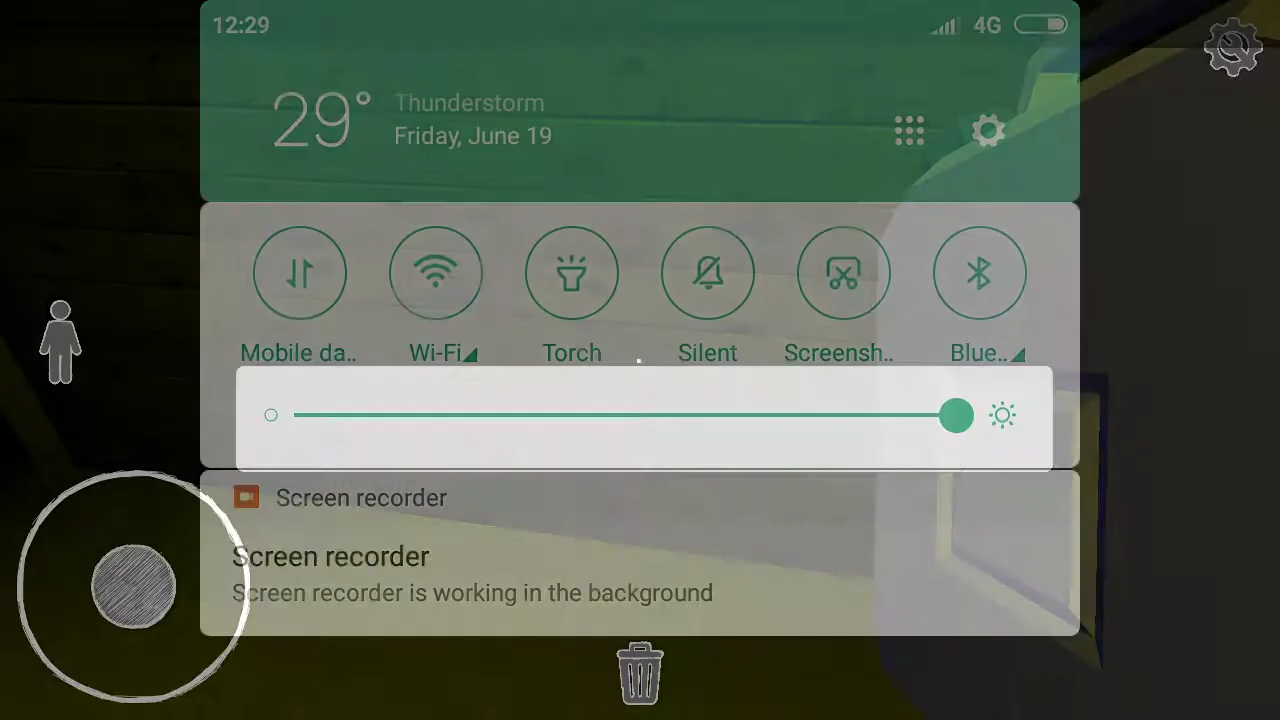 12:29
4G
29°
Thunderstorm
Friday, June 19
Mobile da..
Wi-Fi
Torch
Silent
Screensh..
Blue..
Screen recorder
Screen recorder
Screen recorder is working in the background